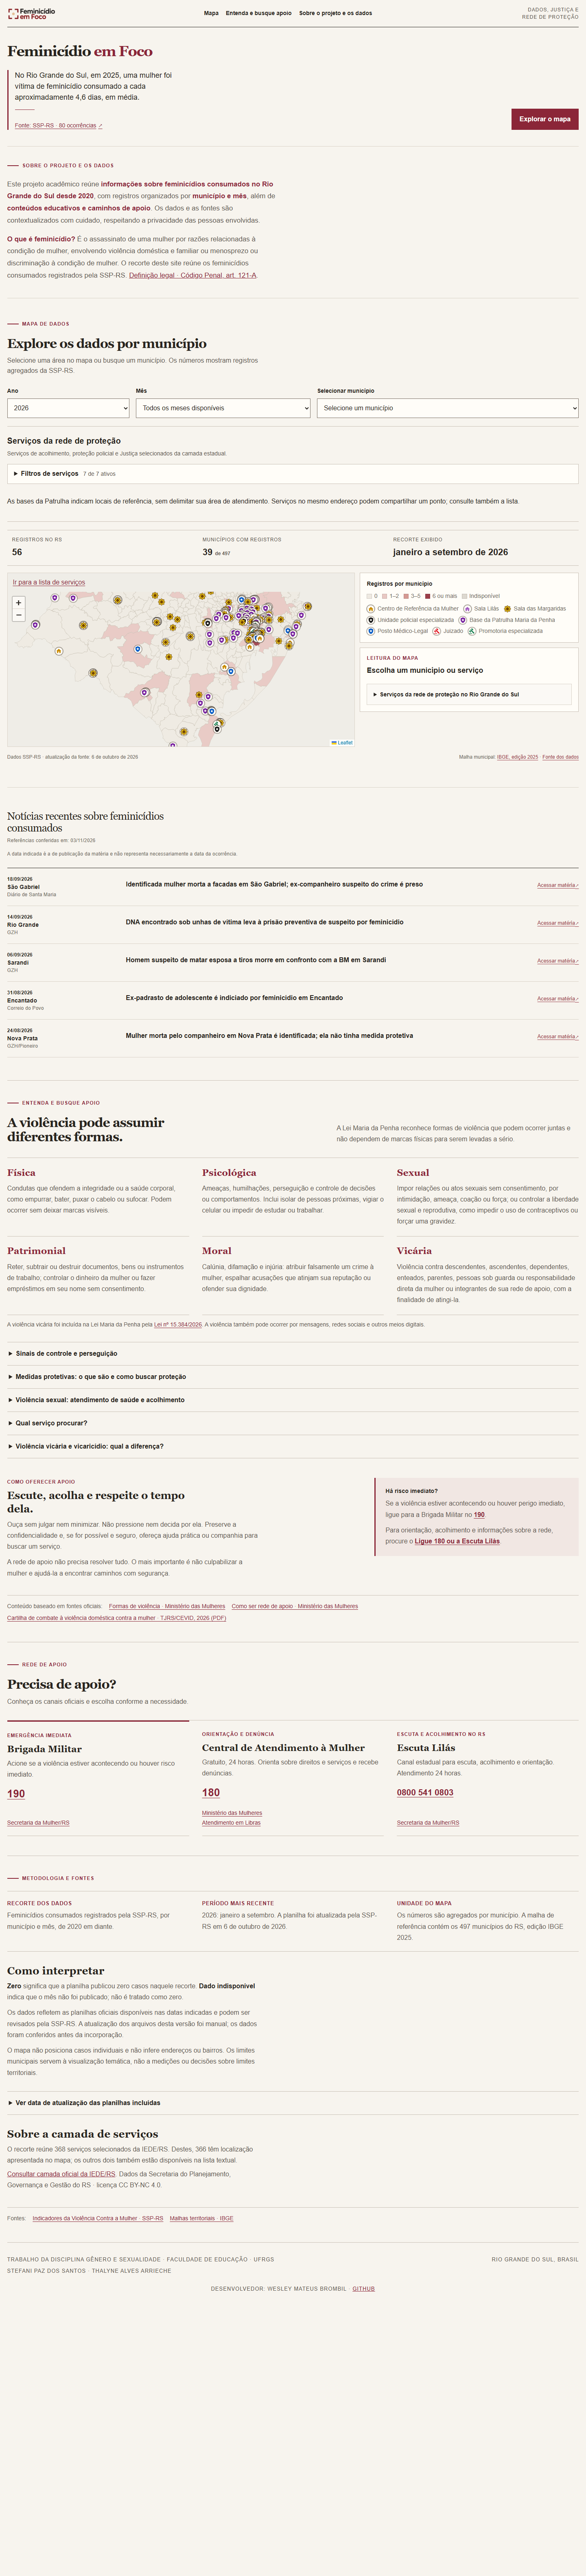 Feminicídio
em Foco
Mapa Entenda e busque apoio Sobre o projeto e os dados
DADOS: JUSTIÇA E
REDE DE PROTEÇÃO
Feminicídio em Foco
No Rio Grande do Sul, em 2025, uma mulher foi
vítima de feminicídio consumado a cada
aproximadamente 4,6 dias, em média.
Fonte: SSP-RS · 80 ocorrências ↗
Explorar o mapa
SOBRE O PROJETO E OS DADOS
Este projeto acadêmico reúne informações sobre feminicídios consumados no Rio
Grande do Sul desde 2020, com registros organizados por município e mês, além de
conteúdos educativos e caminhos de apoio. Os dados e as fontes são
contextualizados com cuidado, respeitando a privacidade das pessoas envolvidas.
O que é feminicídio? É o assassinato de uma mulher por razões relacionadas à
condição de mulher, envolvendo violência doméstica e familiar ou menosprezo ou
discriminação à condição de mulher. O recorte deste site reúne os feminicídios
consumados registrados pela SSP-RS. Definição legal · Código Penal, art. 121-A.
MAPA DE DADOS
Explore os dados por município
Selecione uma área no mapa ou busque um município. Os números mostram registros
agregados da SSP-RS.
Ano
Mês
Selecionar município
2026
Todos os meses disponíveis
Selecione um município
Serviços da rede de proteção
Serviços de acolhimento, proteção e Justiça selecionados da camada estadual.
▶ Filtros de serviços 7 de 7 ativos
As bases da Patrulha indicam locais de referência, sem delimitar sua área de atendimento. Serviços no mesmo endereço podem compartilhar um ponto; consulte também a lista.
REGISTROS NO RS
56
MUNICÍPIOS COM REGISTROS
39 de 497
RECORTE EXIBIDO
janeiro a setembro de 2026
Ir para a lista de serviços
+
−
Leaflet
Registros por município
0 1–2 3–5 6 ou mais Indisponível
Centro de Referência da Mulher Sala Lilás Sala das Margaridas
Unidade policial especializada Base da Patrulha Maria da Penha
Posto Médico-Legal Juizado Promotoria especializada
LEITURA DO MAPA
Escolha um município ou serviço
▶ Serviços da rede de proteção no Rio Grande do Sul
Dados SSP-RS · atualização da fonte: 6 de outubro de 2026
Malha municipal: IBGE, edição 2025 · Fonte dos dados
Notícias recentes sobre feminicídios
consumados
Referências conferidas em: 03/11/2026
A data indicada é a de publicação da matéria e não representa necessariamente a data da ocorrência.
18/09/2026
São Gabriel
Diário de Santa Maria
Identificada mulher morta a facadas em São Gabriel; ex-companheiro suspeito do crime é preso
Acessar matéria↗
14/09/2026
Rio Grande
GZH
DNA encontrado sob unhas de vítima leva à prisão preventiva de suspeito por feminicídio
Acessar matéria↗
06/09/2026
Sarandi
GZH
Homem suspeito de matar esposa a tiros morre em confronto com a BM em Sarandi
Acessar matéria↗
31/08/2026
Encantado
Correio do Povo
Ex-padrasto de adolescente é indiciado por feminicídio em Encantado
Acessar matéria↗
24/08/2026
Nova Prata
GZH/Pioneiro
Mulher morta pelo companheiro em Nova Prata é identificada; ela não tinha medida protetiva
Acessar matéria↗
ENTENDA E BUSQUE APOIO
A violência pode assumir
diferentes formas.
A Lei Maria da Penha reconhece formas de violência que podem ocorrer juntas e
não dependem de marcas físicas para serem levadas a sério.
Física
Condutas que ofendem a integridade ou a saúde corporal,
como empurrar, bater, puxar o cabelo ou sufocar. Podem
ocorrer sem deixar marcas visíveis.
Psicológica
Ameaças, humilhações, perseguição e controle de decisões
ou comportamentos. Inclui isolar de pessoas próximas, vigiar o
celular ou impedir de estudar ou trabalhar.
Sexual
Impor relações ou atos sexuais sem consentimento, por
intimidação, ameaça, coação ou força; ou controlar a liberdade
sexual e reprodutiva, como impedir o uso de contraceptivos ou
forçar uma gravidez.
Patrimonial
Reter, subtrair ou destruir documentos, bens ou instrumentos
de trabalho; controlar o dinheiro da mulher ou fazer
empréstimos em seu nome sem consentimento.
Moral
Calúnia, difamação e injúria: atribuir falsamente um crime à
mulher, espalhar acusações que atinjam sua reputação ou
ofender sua dignidade.
Vicária
Violência contra descendentes, ascendentes, dependentes,
enteados, parentes, pessoas sob guarda ou responsabilidade
direta da mulher ou integrantes de sua rede de apoio, com a
finalidade de atingi-la.
A violência vicária foi incluída na Lei Maria da Penha pela Lei nº 15.384/2026. A violência também pode ocorrer por mensagens, redes sociais e outros meios digitais.
▶ Sinais de controle e perseguição
▶ Medidas protetivas: o que são e como buscar proteção
▶ Violência sexual: atendimento de saúde e acolhimento
▶ Qual serviço procurar?
▶ Violência vicária e vicaricídio: qual a diferença?
COMO OFERECER APOIO
Escute, acolha e respeite o tempo
dela.
Ouça sem julgar nem minimizar. Não pressione nem decida por ela. Preserve a
confidencialidade e, se for possível e seguro, ofereça ajuda prática ou companhia para
buscar um serviço.
A rede de apoio não precisa resolver tudo. O mais importante é não culpabilizar a
mulher e ajudá-la a encontrar caminhos com segurança.
Há risco imediato?
Se a violência estiver acontecendo ou houver perigo imediato,
ligue para a Brigada Militar no 190.
Para orientação, acolhimento e informações sobre a rede,
procure o Ligue 180 ou a Escuta Lilás.
Conteúdo baseado em fontes oficiais: Formas de violência · Ministério das Mulheres Como ser rede de apoio · Ministério das Mulheres
Cartilha de combate à violência doméstica contra a mulher · TJRS/CEVID, 2026 (PDF)
REDE DE APOIO
Precisa de apoio?
Conheça os canais oficiais e escolha conforme a necessidade.
EMERGÊNCIA IMEDIATA
Brigada Militar
Acione se a violência estiver acontecendo ou houver risco
imediato.
190
Secretaria da Mulher/RS
ORIENTAÇÃO E DENÚNCIA
Central de Atendimento à Mulher
Gratuito, 24 horas. Orienta sobre direitos e serviços e recebe
denúncias.
180
Ministério das Mulheres
Atendimento em Libras
ESCUTA E ACOLHIMENTO NO RS
Escuta Lilás
Canal estadual para escuta, acolhimento e orientação.
Atendimento 24 horas.
0800 541 0803
Secretaria da Mulher/RS
METODOLOGIA E FONTES
RECORTE DOS DADOS
Feminicídios consumados registrados pela SSP-RS, por
município e mês, de 2020 em diante.
PERÍODO MAIS RECENTE
2026: janeiro a setembro. A planilha foi atualizada pela SSP-
RS em 6 de outubro de 2026.
UNIDADE DO MAPA
Os números são agregados por município. A malha de
referência contém os 497 municípios do RS, edição IBGE
2025.
Como interpretar
Zero significa que a planilha publicou zero casos naquele recorte. Dado indisponível
indica que o mês não foi publicado; não é tratado como zero.
Os dados refletem as planilhas oficiais disponíveis nas datas indicadas e podem ser
revisados pela SSP-RS. A atualização dos arquivos desta versão foi manual; os dados
foram conferidos antes da incorporação.
O mapa não posiciona casos individuais e não infere endereços ou bairros. Os limites
municipais servem à visualização temática, não a medições ou decisões sobre limites
territoriais.
▶ Ver data de atualização das planilhas incluídas
Sobre a camada de serviços
O recorte reúne 368 serviços selecionados da IEDE/RS. Destes, 366 têm localização
apresentada no mapa; os outros dois também estão disponíveis na lista textual.
Consultar camada oficial da IEDE/RS. Dados da Secretaria do Planejamento,
Governança e Gestão do RS · licença CC BY-NC 4.0.
Fontes: Indicadores da Violência Contra a Mulher · SSP-RS Malhas territoriais · IBGE
TRABALHO DA DISCIPLINA GÊNERO E SEXUALIDADE · FACULDADE DE EDUCAÇÃO · UFRGS
STEFANI PAZ DOS SANTOS · THALYNE ALVES ARRIECHE
RIO GRANDE DO SUL, BRASIL
DESENVOLVEDOR: WESLEY MATEUS BROMBIL · GITHUB